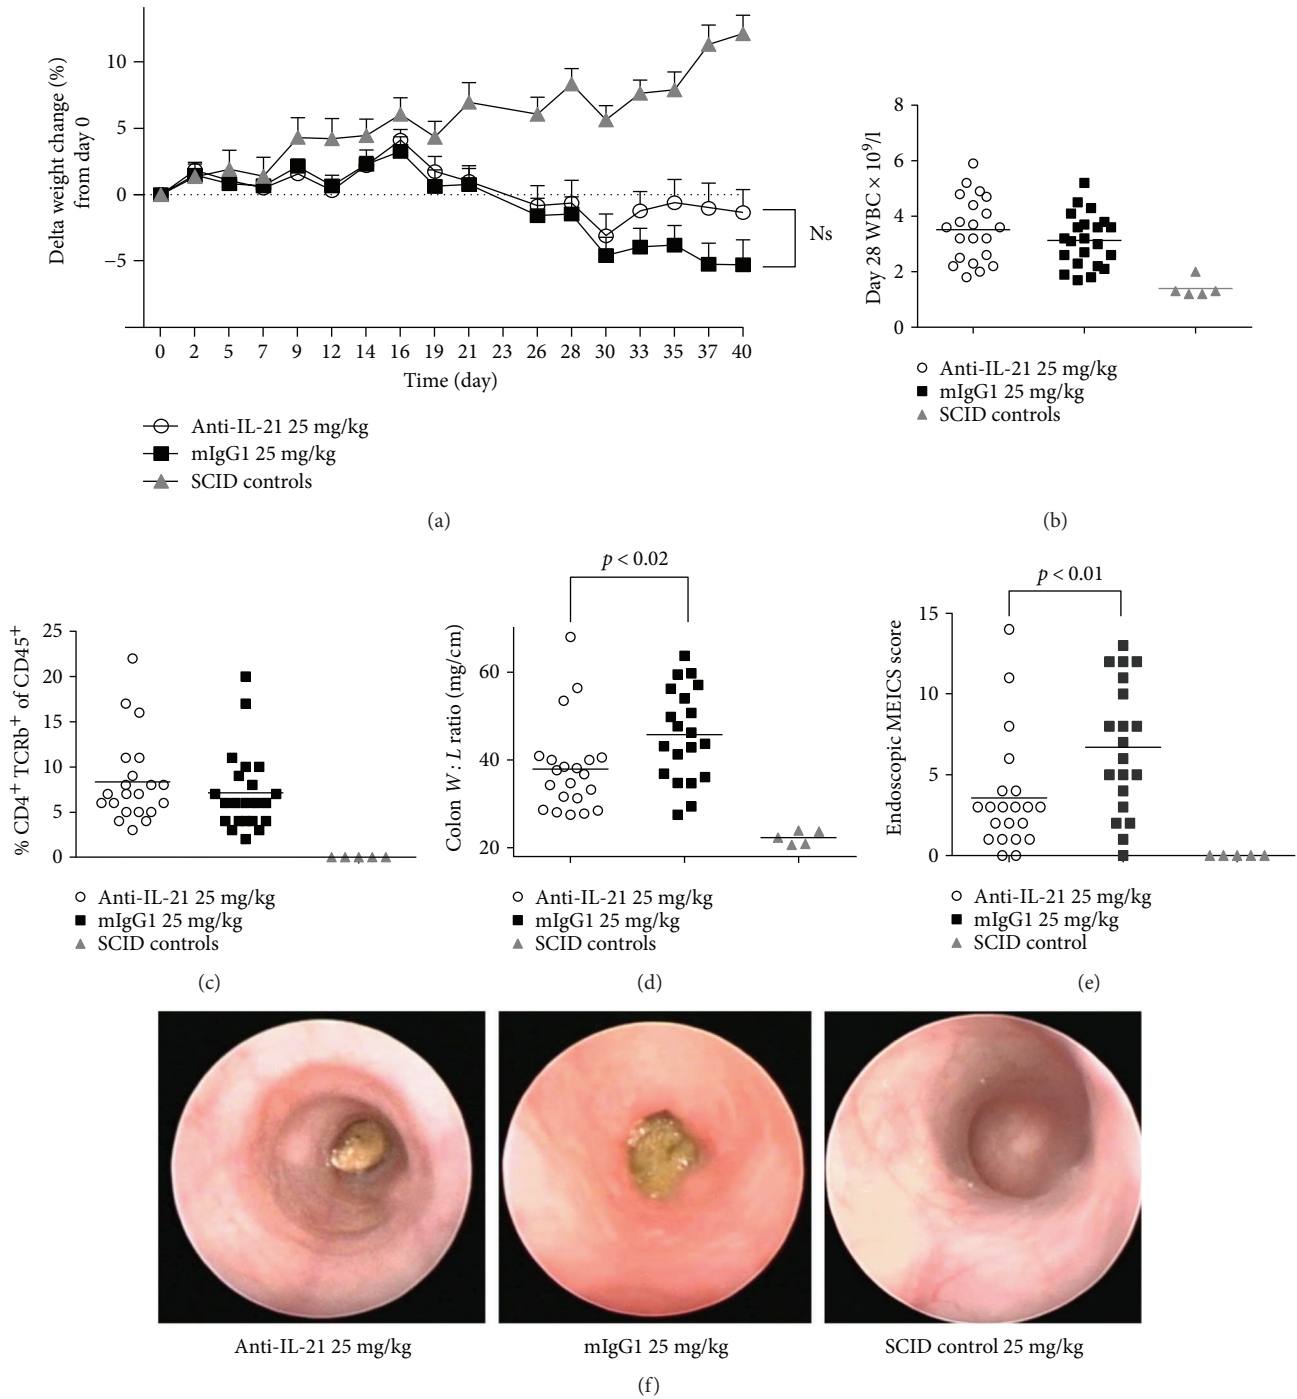 Delta weight change (%)
from day 0
10
5
0
−5
0 2 5 7 9 12 14 16 19 21 23 26 28 30 33 35 37 40
Time (day)
Ns
Anti-IL-21 25 mg/kg
mIgG1 25 mg/kg
SCID controls
(a)
Day 28 WBC × 10⁹/l
8
6
4
2
0
Anti-IL-21 25 mg/kg
mIgG1 25 mg/kg
SCID controls
(b)
% CD4⁺ TCRb⁺ of CD45⁺
25
20
15
10
5
0
Anti-IL-21 25 mg/kg
mIgG1 25 mg/kg
SCID controls
(c)
p < 0.02
Colon W : L ratio (mg/cm)
60
40
20
Anti-IL-21 25 mg/kg
mIgG1 25 mg/kg
SCID controls
(d)
p < 0.01
Endoscopic MEICS score
15
10
5
0
Anti-IL-21 25 mg/kg
mIgG1 25 mg/kg
SCID control
(e)
Anti-IL-21 25 mg/kg
mIgG1 25 mg/kg
SCID control 25 mg/kg
(f)